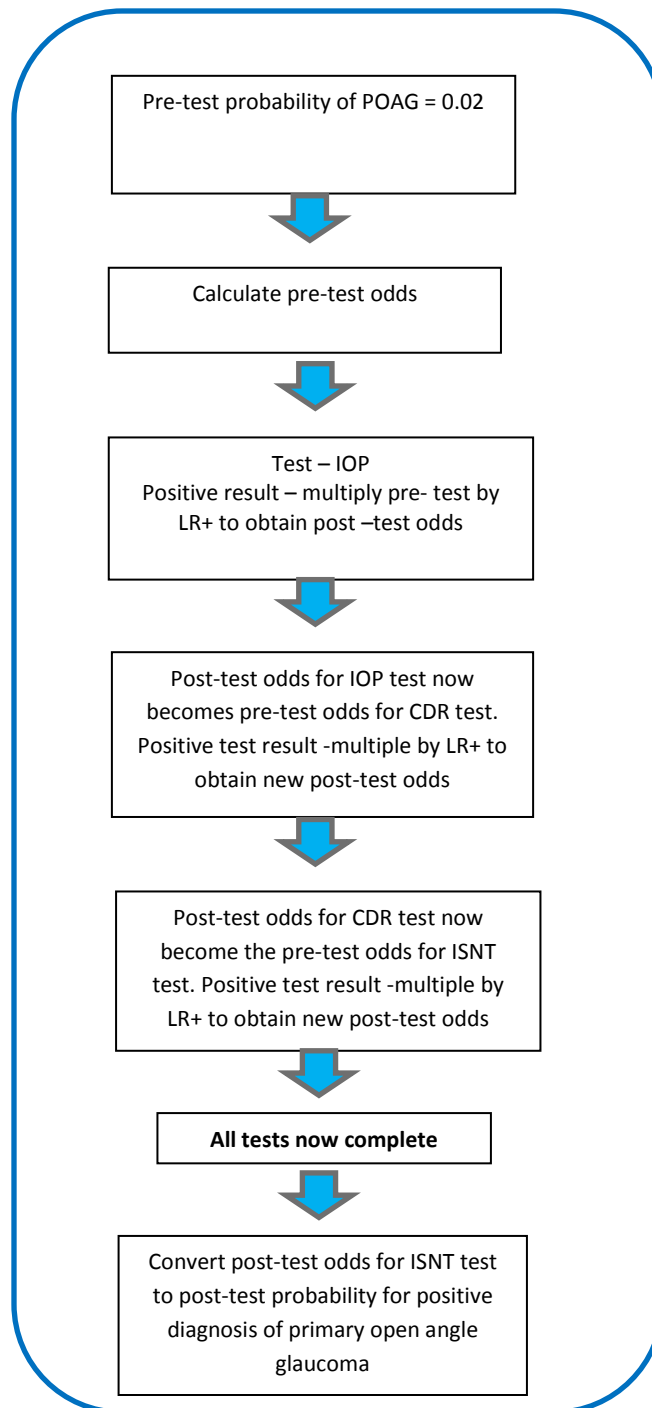 Pre-test probability of POAG = 0.02
Calculate pre-test odds
Test – IOP
Positive result – multiply pre- test by
LR+ to obtain post –test odds
Post-test odds for IOP test now
becomes pre-test odds for CDR test.
Positive test result -multiple by LR+ to
obtain new post-test odds
Post-test odds for CDR test now
become the pre-test odds for ISNT
test. Positive test result -multiple by
LR+ to obtain new post-test odds
All tests now complete
Convert post-test odds for ISNT test
to post-test probability for positive
diagnosis of primary open angle
glaucoma